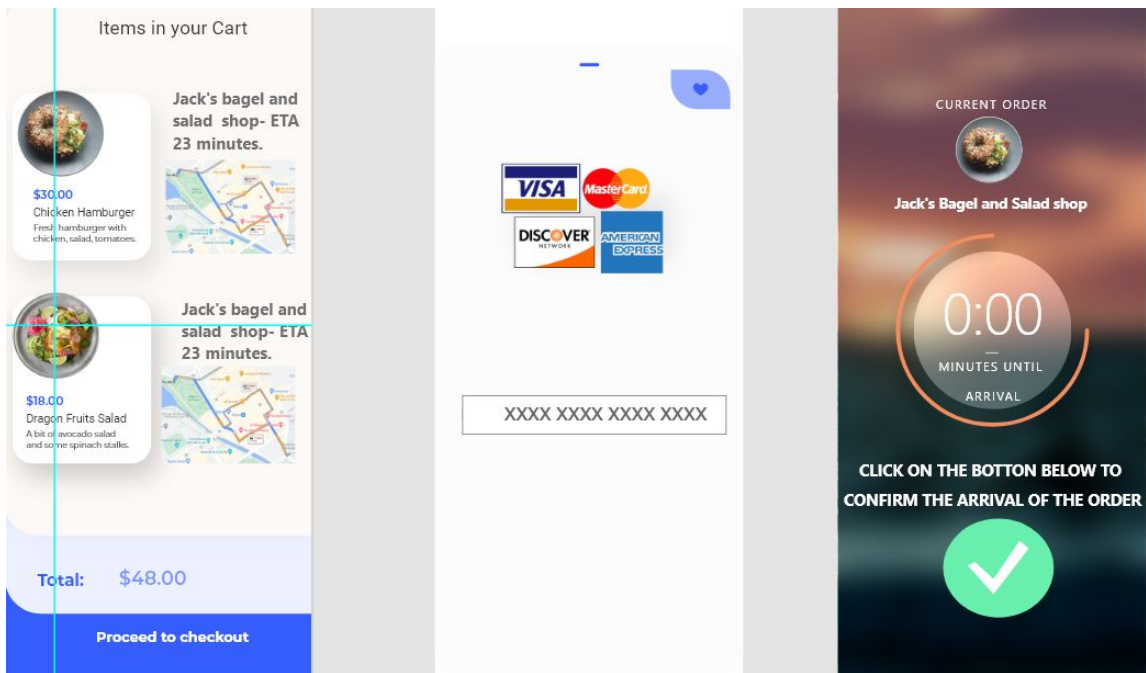 Items in your Cart
Jack's bagel and
salad shop- ETA
23 minutes.
$30.00
Chicken Hamburger
Fresh hamburger with
chicken, salad, tomatoes.
Jack's bagel and
salad shop- ETA
23 minutes.
$18.00
Dragon Fruits Salad
A bit of avocado salad
and some spinach stalks.
Total: $48.00
Proceed to checkout
VISA MasterCard
DISCOVER
NETWORK
AMERICAN
EXPRESS
XXXX XXXX XXXX XXXX
CURRENT ORDER
Jack's Bagel and Salad shop
0:00
MINUTES UNTIL
ARRIVAL
CLICK ON THE BOTTON BELOW TO
CONFIRM THE ARRIVAL OF THE ORDER